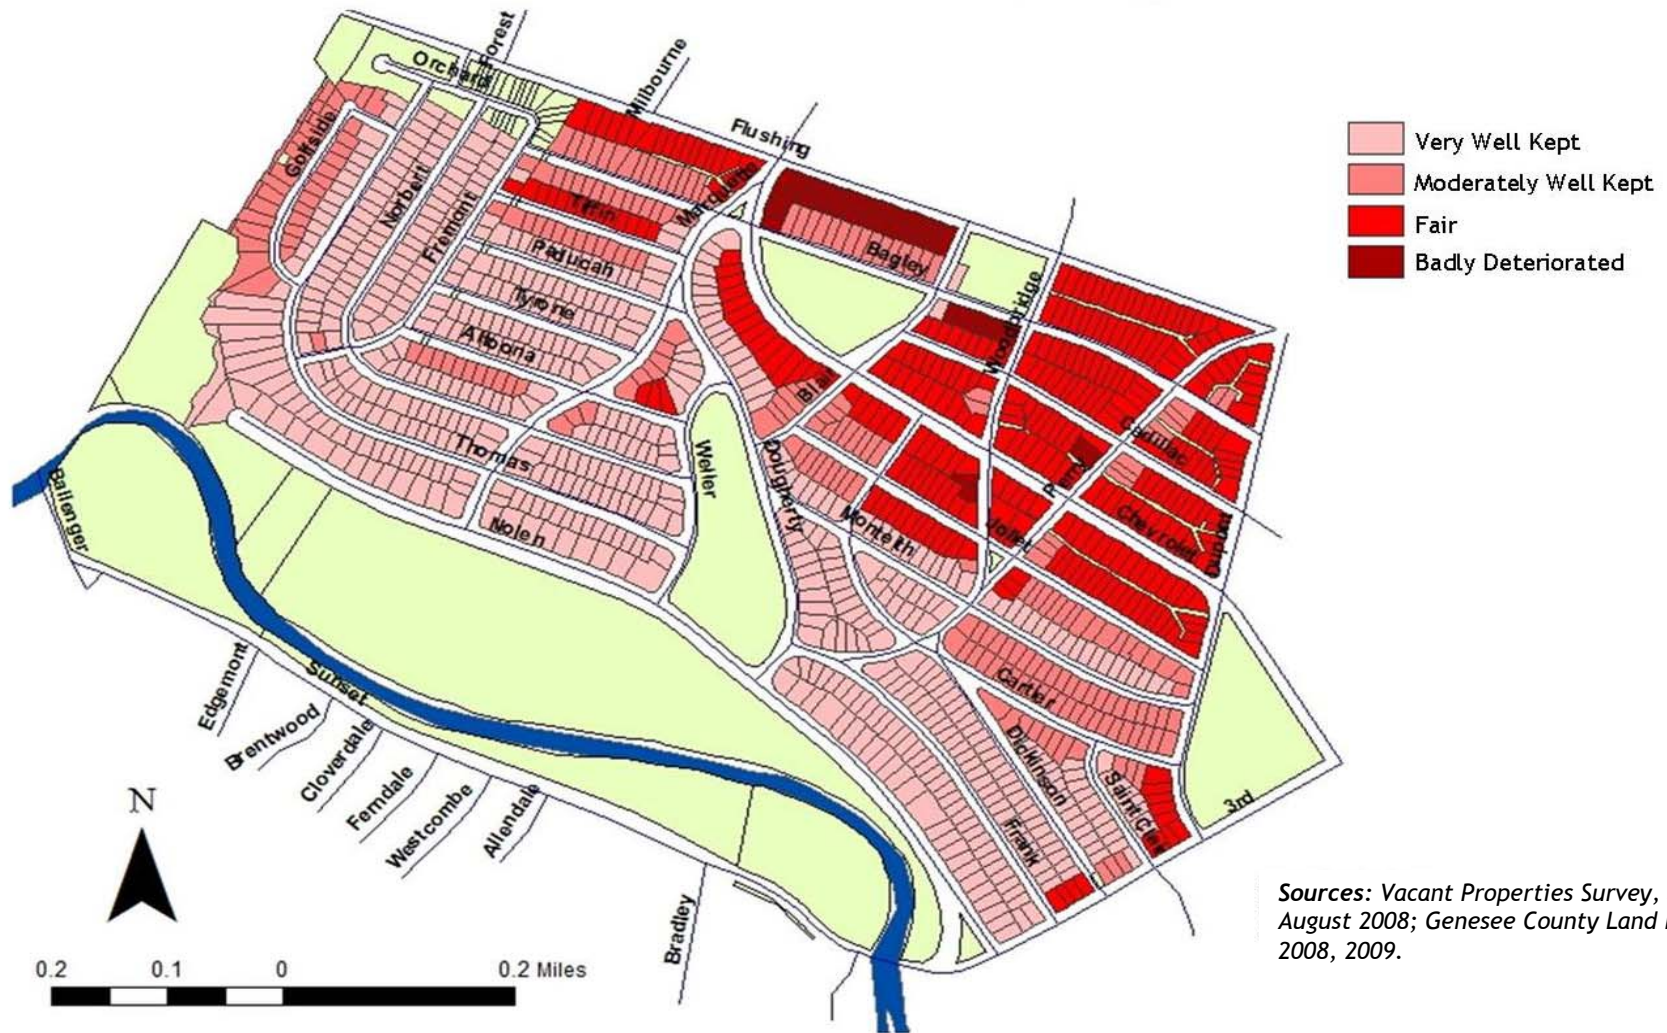 Forest
Orchard
Milbourne
Flushing
Golfside
Norbert
Fremont
Marquette
Tiffin
Paducah
Tyrone
Altoona
Bagley
Woodbridge
Blair
Thomas
Weller
Dougherty
Nolen
Monteith
Joliet
Perry
Cadillac
Chevrolet
Dupont
Ballenger
Cartier
Dickinson
Saint Clair
Frank
3rd
Sunset
Edgemont
Brentwood
Cloverdale
Ferndale
Westcombe
Allendale
Bradley
Very Well Kept
Moderately Well Kept
Fair
Badly Deteriorated
N
0.2 0.1 0 0.2 Miles
Sources: Vacant Properties Survey,
August 2008; Genesee County Land
2008, 2009.